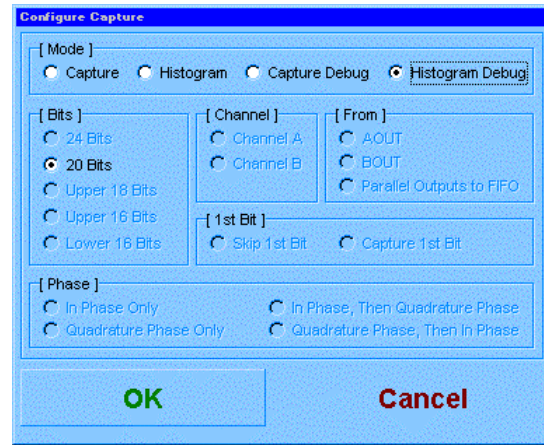 Configure Capture
[ Mode ]
Capture Histogram Capture Debug Histogram Debug
[ Bits ]
24 Bits
20 Bits
Upper 18 Bits
Upper 16 Bits
Lower 16 Bits
[ Channel ]
Channel A
Channel B
[ From ]
AOUT
BOUT
Parallel Outputs to FIFO
[ 1st Bit ]
Skip 1st Bit Capture 1st Bit
[ Phase ]
In Phase Only In Phase, Then Quadrature Phase
Quadrature Phase Only Quadrature Phase, Then In Phase
OK Cancel